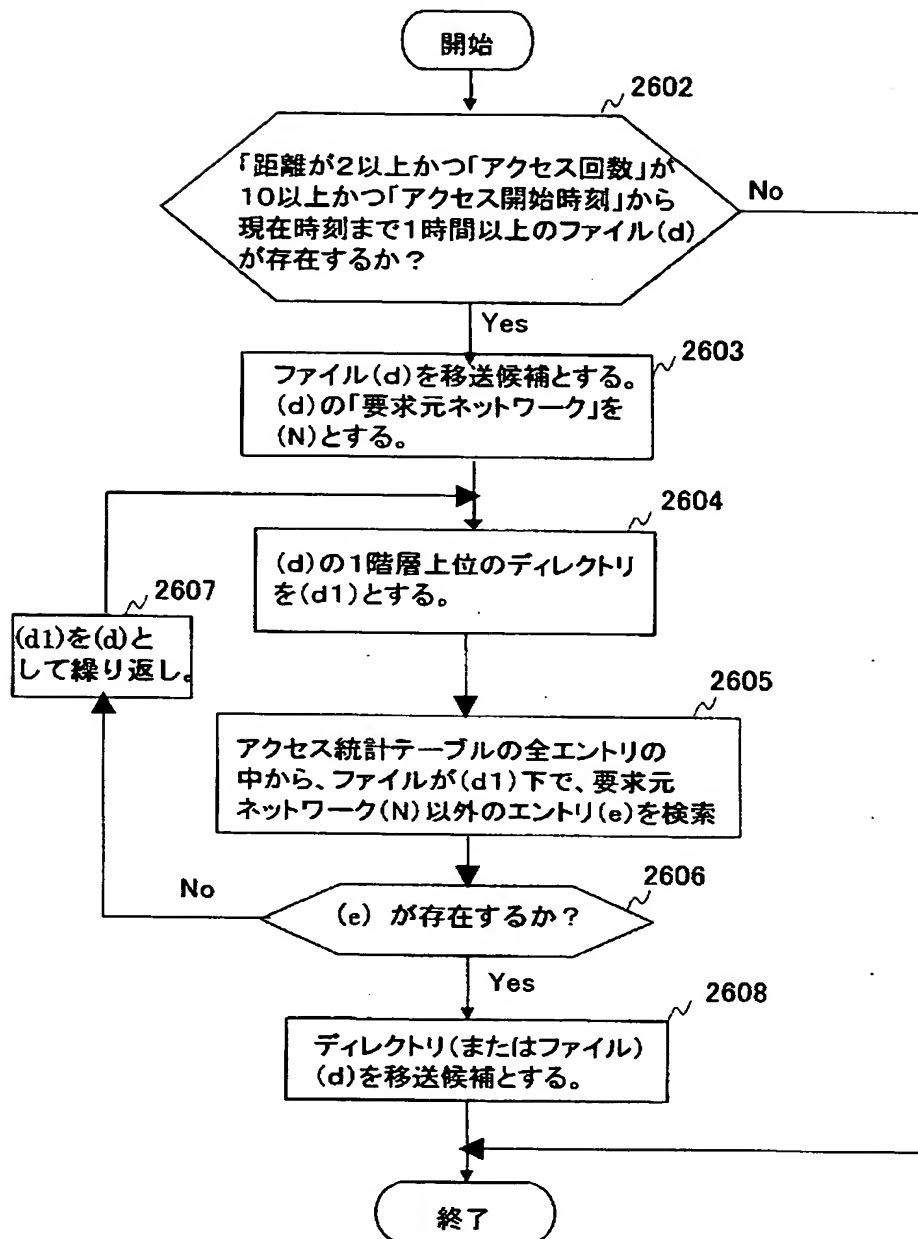 開始
2602
「距離が2以上かつ「アクセス回数」が
10以上かつ「アクセス開始時刻」から
現在時刻まで1時間以上のファイル(d)
が存在するか？
No
Yes
2603
ファイル(d)を移送候補とする。
(d)の「要求元ネットワーク」を
(N)とする。
2604
(d)の1階層上位のディレクトリ
を(d1)とする。
2607
(d1)を(d)と
して繰り返し。
2605
アクセス統計テーブルの全エントリの
中から、ファイルが(d1)下で、要求元
ネットワーク(N)以外のエントリ(e)を検索
2606
No
(e) が存在するか？
Yes
2608
ディレクトリ(またはファイル)
(d)を移送候補とする。
終了